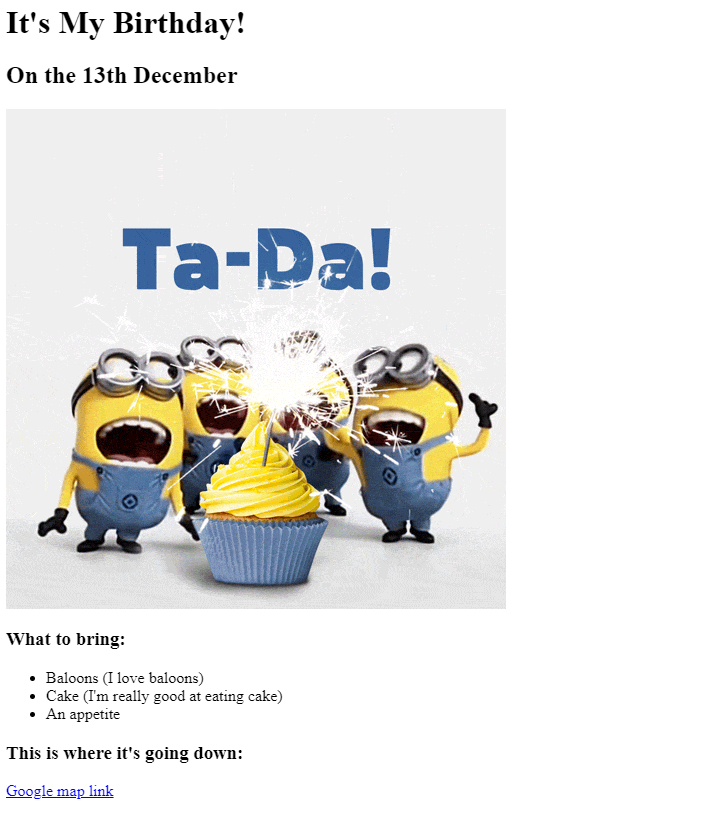 It's My Birthday!
On the 13th December
Ta-Da!
What to bring:
Baloons (I love baloons)
Cake (I'm really good at eating cake)
An appetite
This is where it's going down:
Google map link